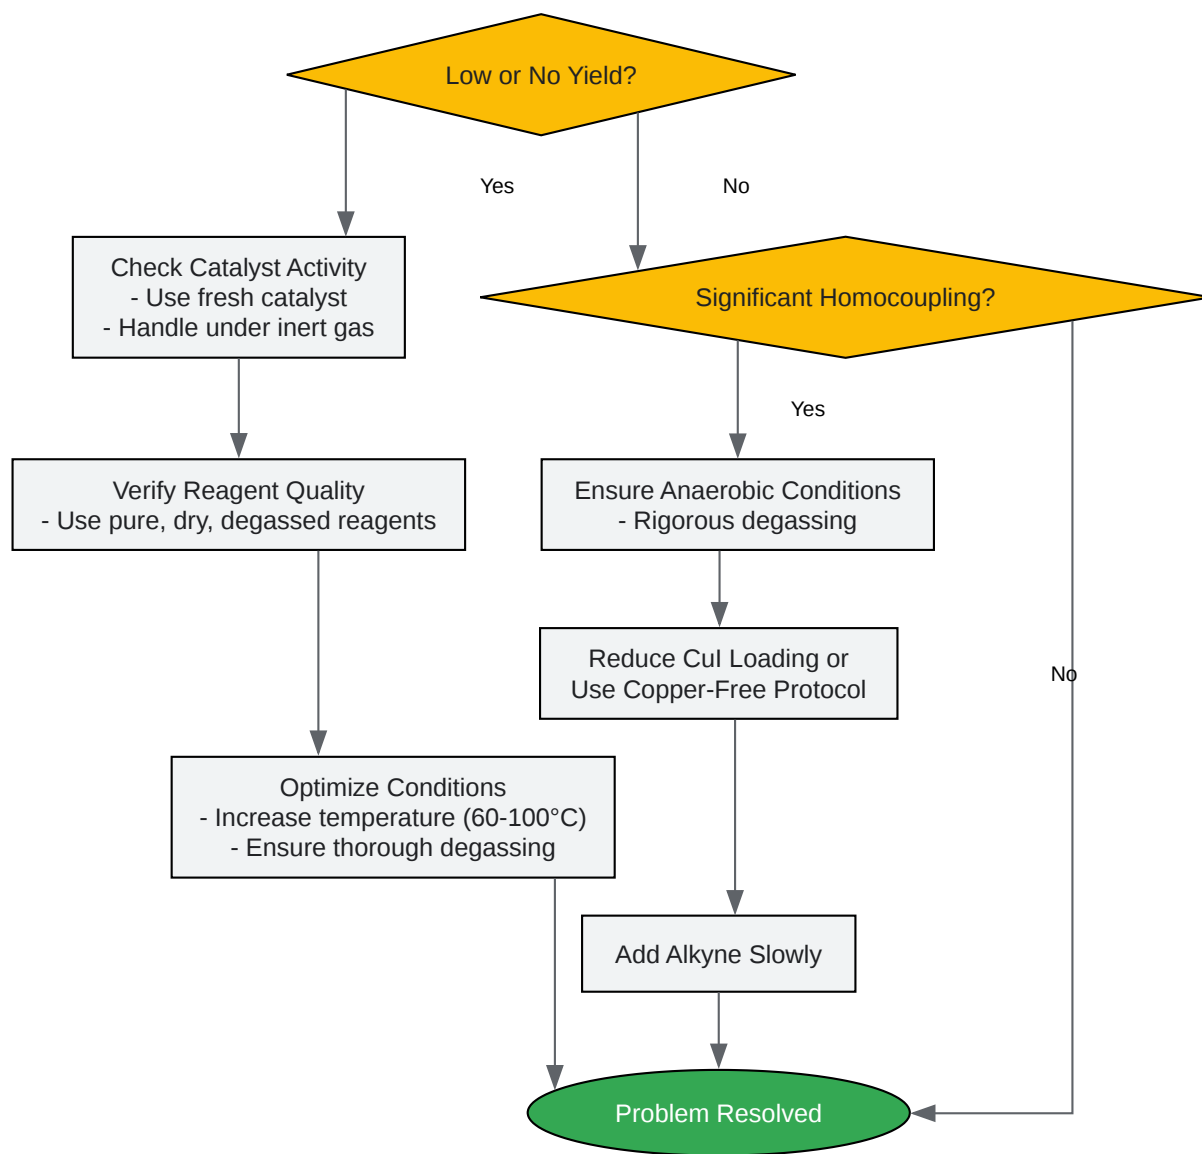 Low or No Yield?
Yes
No
Check Catalyst Activity
- Use fresh catalyst
- Handle under inert gas
Significant Homocoupling?
Yes
Verify Reagent Quality
- Use pure, dry, degassed reagents
Ensure Anaerobic Conditions
- Rigorous degassing
Reduce CuI Loading or
Use Copper-Free Protocol
No
Optimize Conditions
- Increase temperature (60-100°C)
- Ensure thorough degassing
Add Alkyne Slowly
Problem Resolved